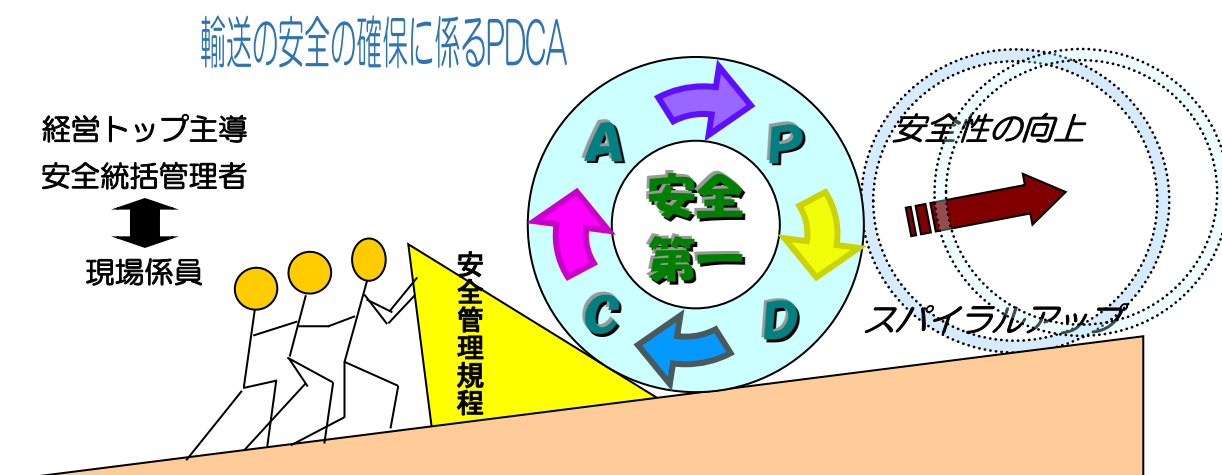 輸送の安全の確保に係るPDCA
経営トップ主導
安全統括管理者
現場係員
安全管理規程
A
P
安全
第一
C
D
安全性の向上
スパイラルアップ